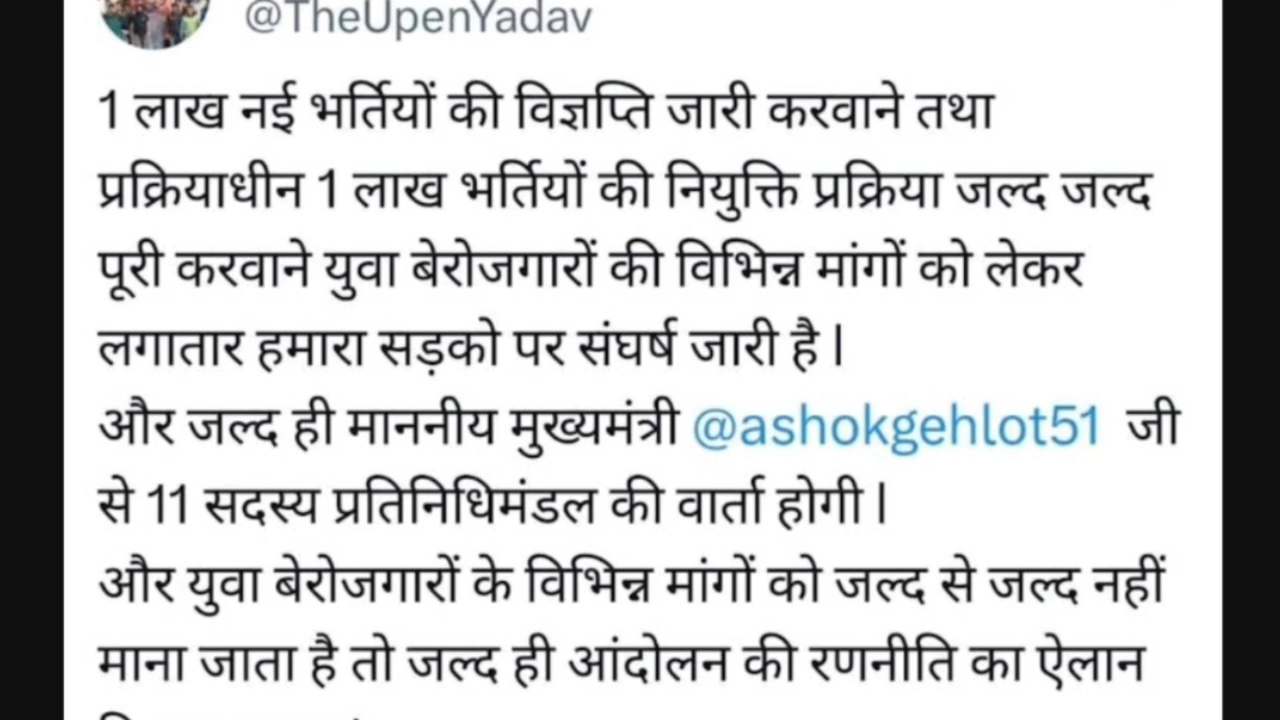 @TheUpenYadav
1 लाख नई भर्तियों की विज्ञप्ति जारी करवाने तथा
प्रक्रियाधीन 1 लाख भर्तियों की नियुक्ति प्रक्रिया जल्द जल्द
पूरी करवाने युवा बेरोजगारों की विभिन्न मांगों को लेकर
लगातार हमारा सड़को पर संघर्ष जारी है।
और जल्द ही माननीय मुख्यमंत्री @ashokgehlot51 जी
से 11 सदस्य प्रतिनिधिमंडल की वार्ता होगी।
और युवा बेरोजगारों के विभिन्न मांगों को जल्द से जल्द नहीं
माना जाता है तो जल्द ही आंदोलन की रणनीति का ऐलान